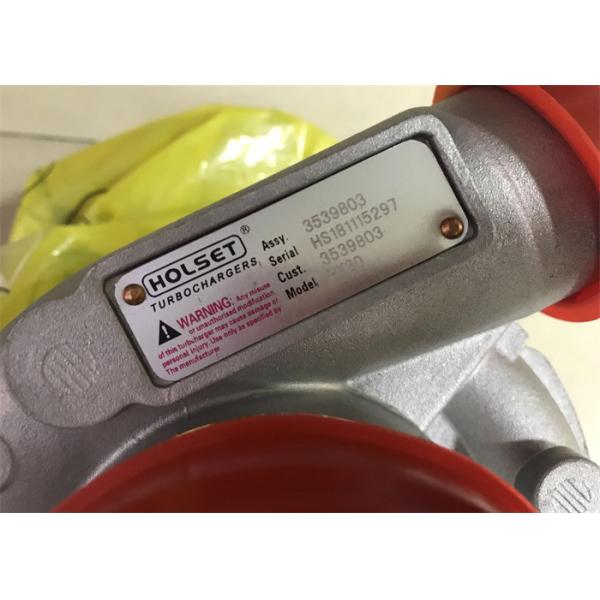 HOLSET ®
TURBOCHARGERS
Assy. 3539803
Serial HS181115297
Cust. 3539803
Model
WARNING: Any misuse
or unauthorised modification
of this turbocharger may cause damage or
personal injury. Use only as specified by
The manufacturer